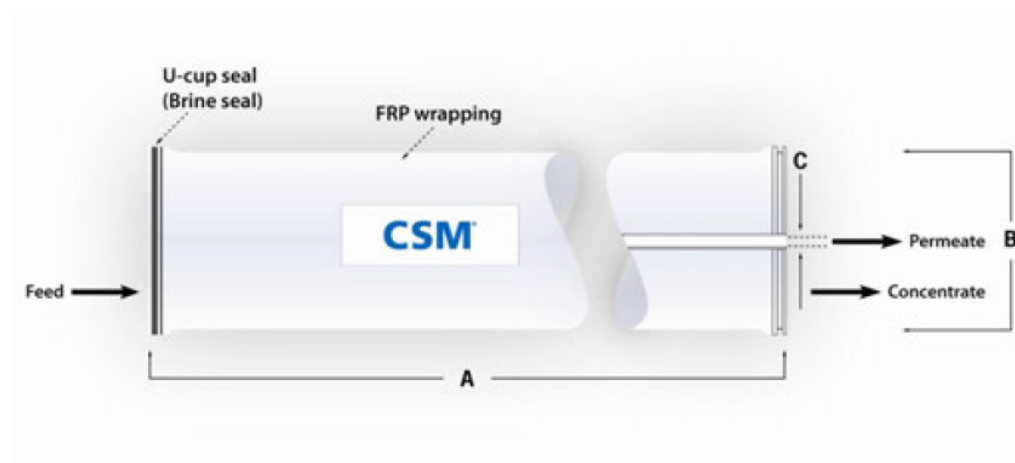 U-cup seal
(Brine seal)
FRP wrapping
C
CSM
Permeate
B
Feed
Concentrate
A